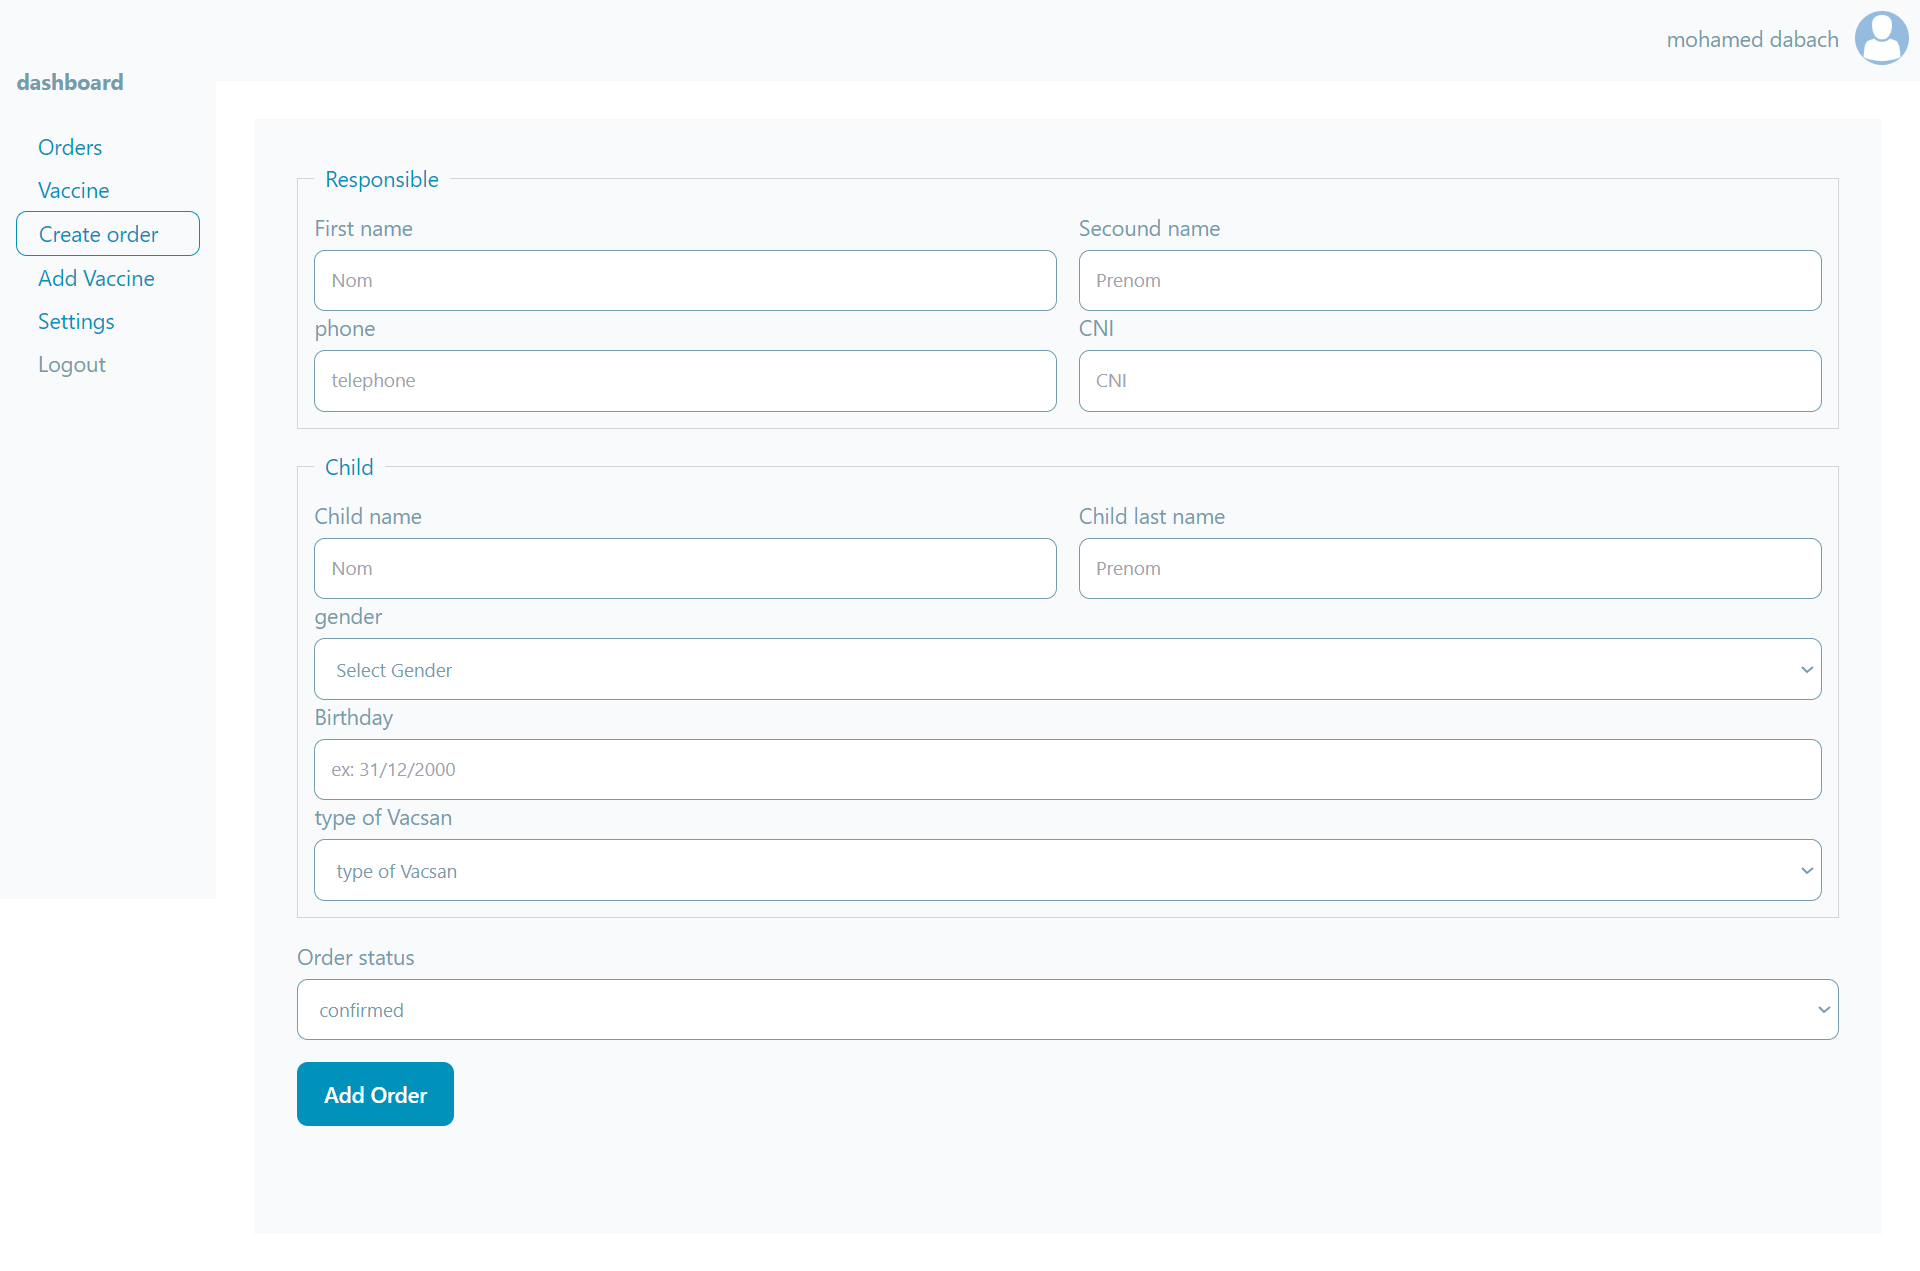 mohamed dabach
dashboard
Orders
Vaccine
Create order
Add Vaccine
Settings
Logout
Responsible
First name
Secound name
Nom
Prenom
phone
CNI
telephone
CNI
Child
Child name
Child last name
Nom
Prenom
gender
Select Gender
Birthday
ex: 31/12/2000
type of Vacsan
type of Vacsan
Order status
confirmed
Add Order